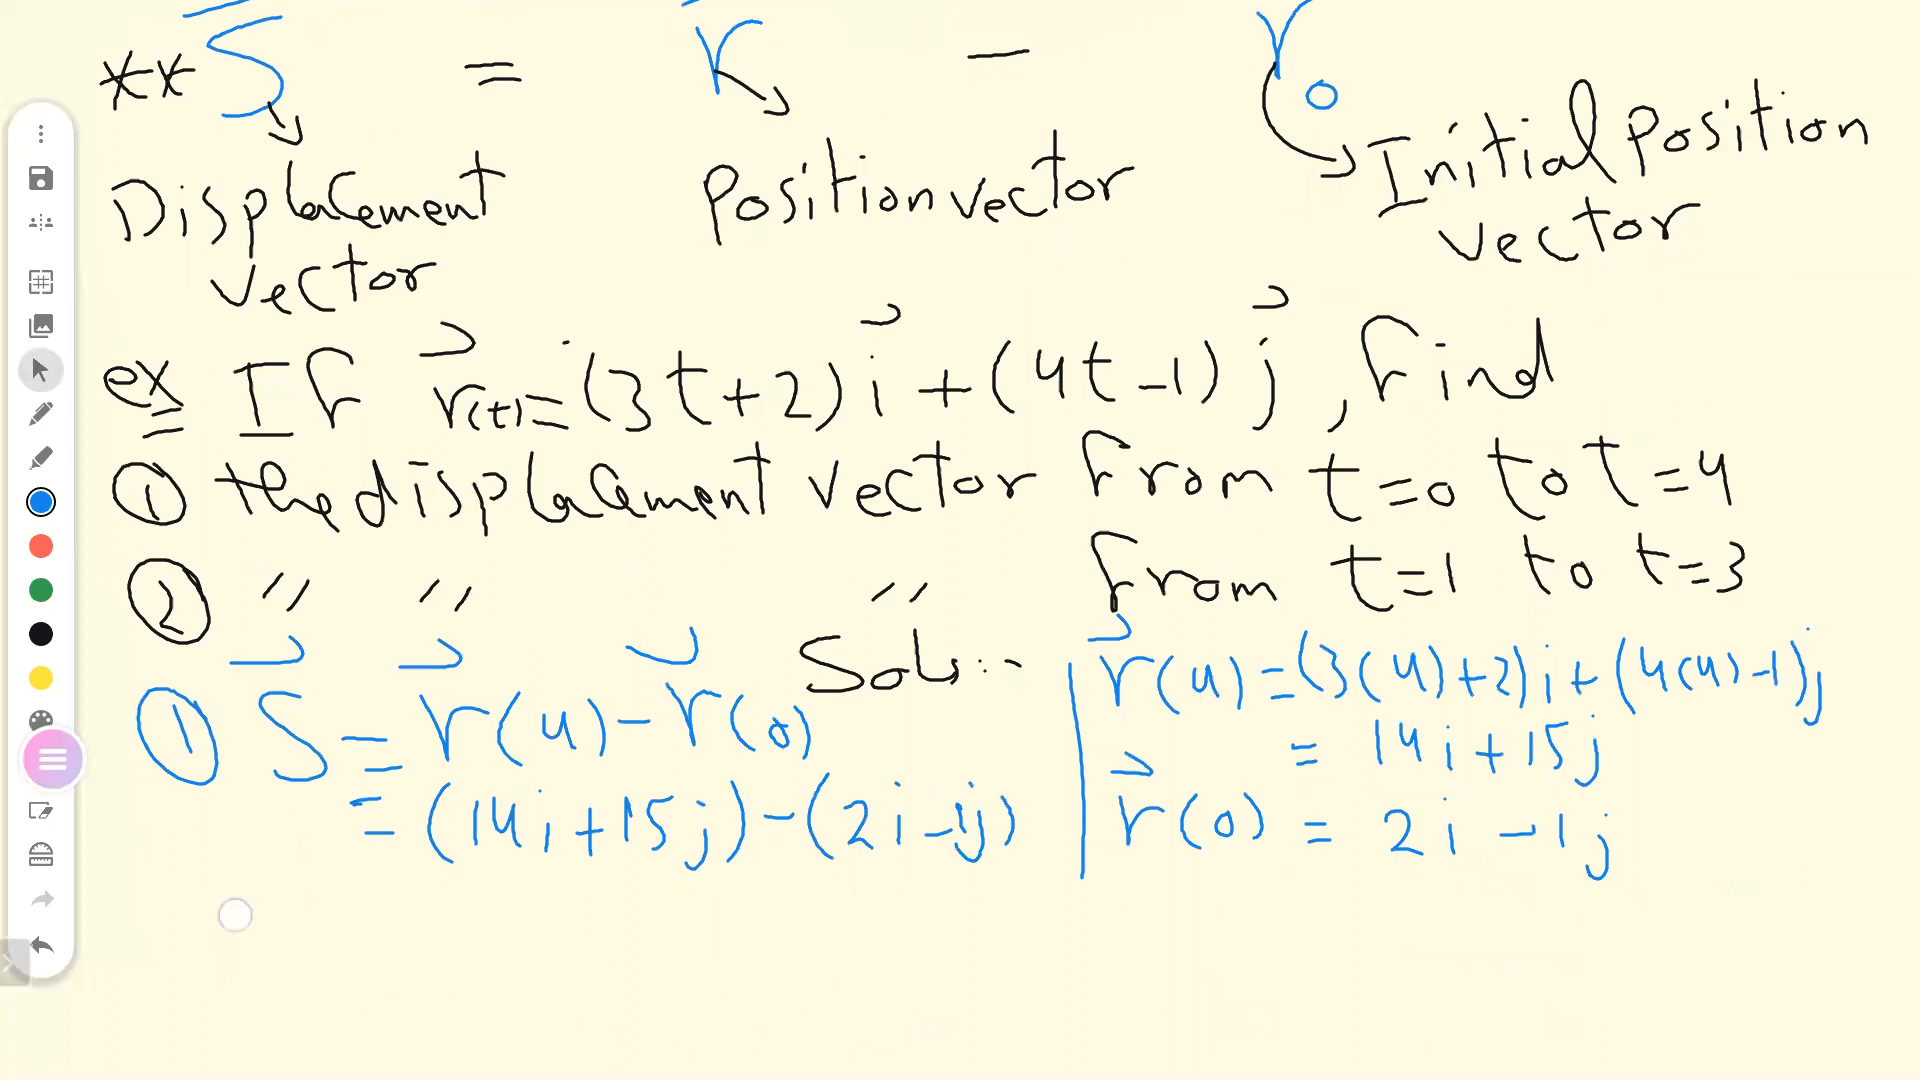 ** S = r - r₀
Displacement vector
Position vector
Initial position vector
ex If r(t) = (3t+2) i + (4t-1) j, find
① the displacement vector from t=0 to t=4
② " " " from t=1 to t=3
Sol:-
① S = r(4) - r(0)
= (14i+15j) - (2i-1j)
r(4) = (3(4)+2)i + (4(4)-1)j
= 14i + 15j
r(0) = 2i - 1j